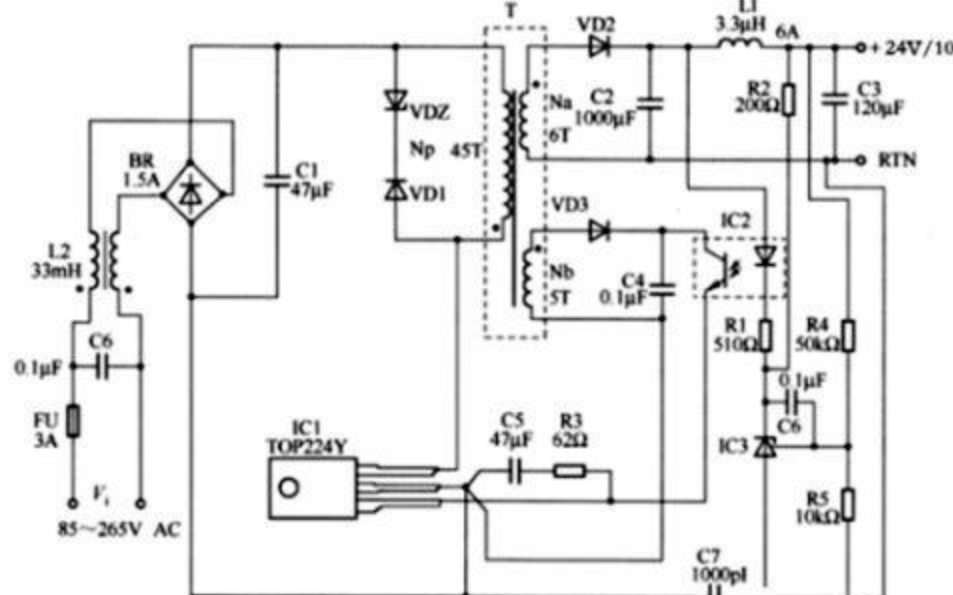 T
L1
3.3μH
6A
VD2
+ 24V/10
R2
200Ω
C3
120μF
Na
6T
C2
1000μF
VDZ
Np 45T
VD1
BR
1.5A
C1
47μF
RTN
VD3
IC2
L2
33mH
Nb
5T
C4
0.1μF
R1
510Ω
R4
50kΩ
C6
0.1μF
0.1μF
C6
FU
3A
IC1
TOP224Y
C5
47μF
R3
62Ω
IC3
Vi
85~265V AC
R5
10kΩ
C7
1000pF